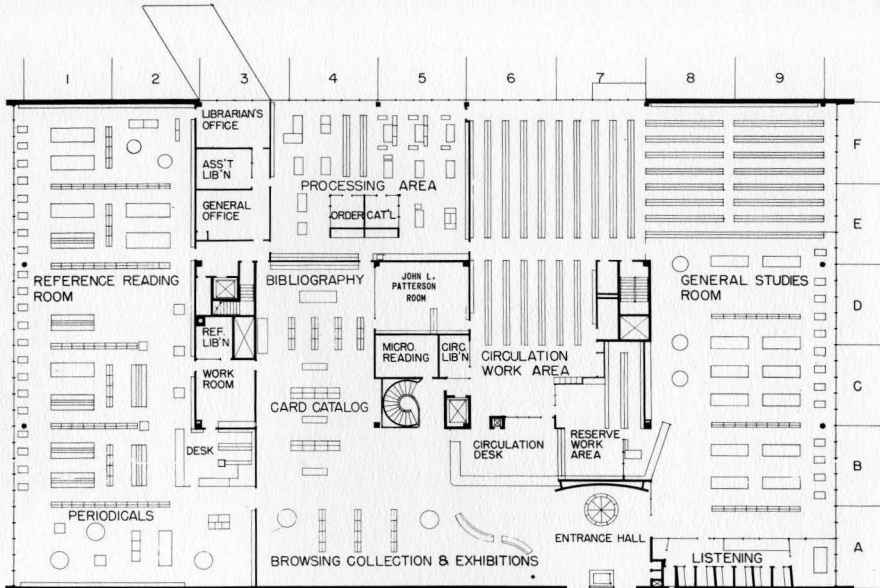 1 2 3 4 5 6 7 8 9
LIBRARIAN'S
OFFICE
F
ASS'T
LIB'N
PROCESSING AREA
GENERAL
OFFICE
ORDER
CAT'L
E
REFERENCE READING
ROOM
BIBLIOGRAPHY
JOHN L.
PATTERSON
ROOM
GENERAL STUDIES
ROOM
D
REF.
LIB'N
MICRO.
READING
CIRC.
LIB'N
CIRCULATION
WORK AREA
WORK
ROOM
C
CARD CATALOG
DESK
CIRCULATION
DESK
RESERVE
WORK
AREA
B
PERIODICALS
ENTRANCE HALL
A
BROWSING COLLECTION & EXHIBITIONS
LISTENING